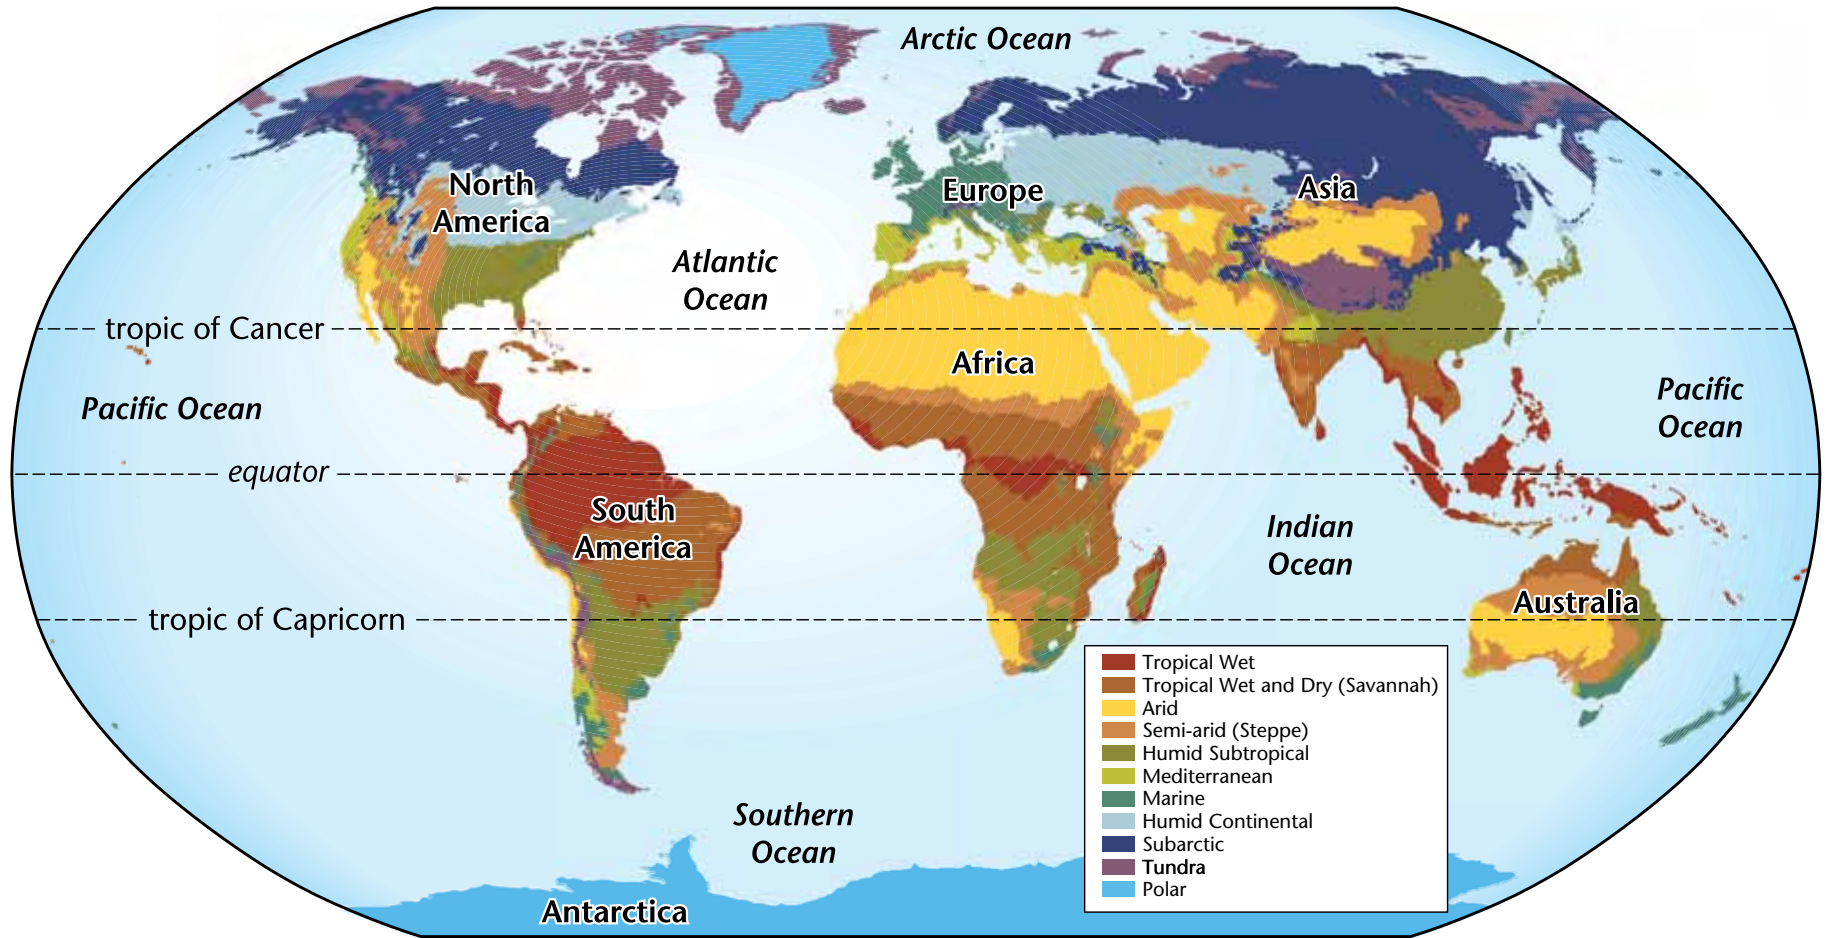 Arctic Ocean
North
America
Europe
Asia
Atlantic
Ocean
tropic of Cancer
Africa
Pacific Ocean
Pacific
Ocean
equator
South
America
Indian
Ocean
Australia
tropic of Capricorn
Tropical Wet
Tropical Wet and Dry (Savannah)
Arid
Semi-arid (Steppe)
Humid Subtropical
Mediterranean
Marine
Humid Continental
Subarctic
Tundra
Polar
Southern
Ocean
Antarctica